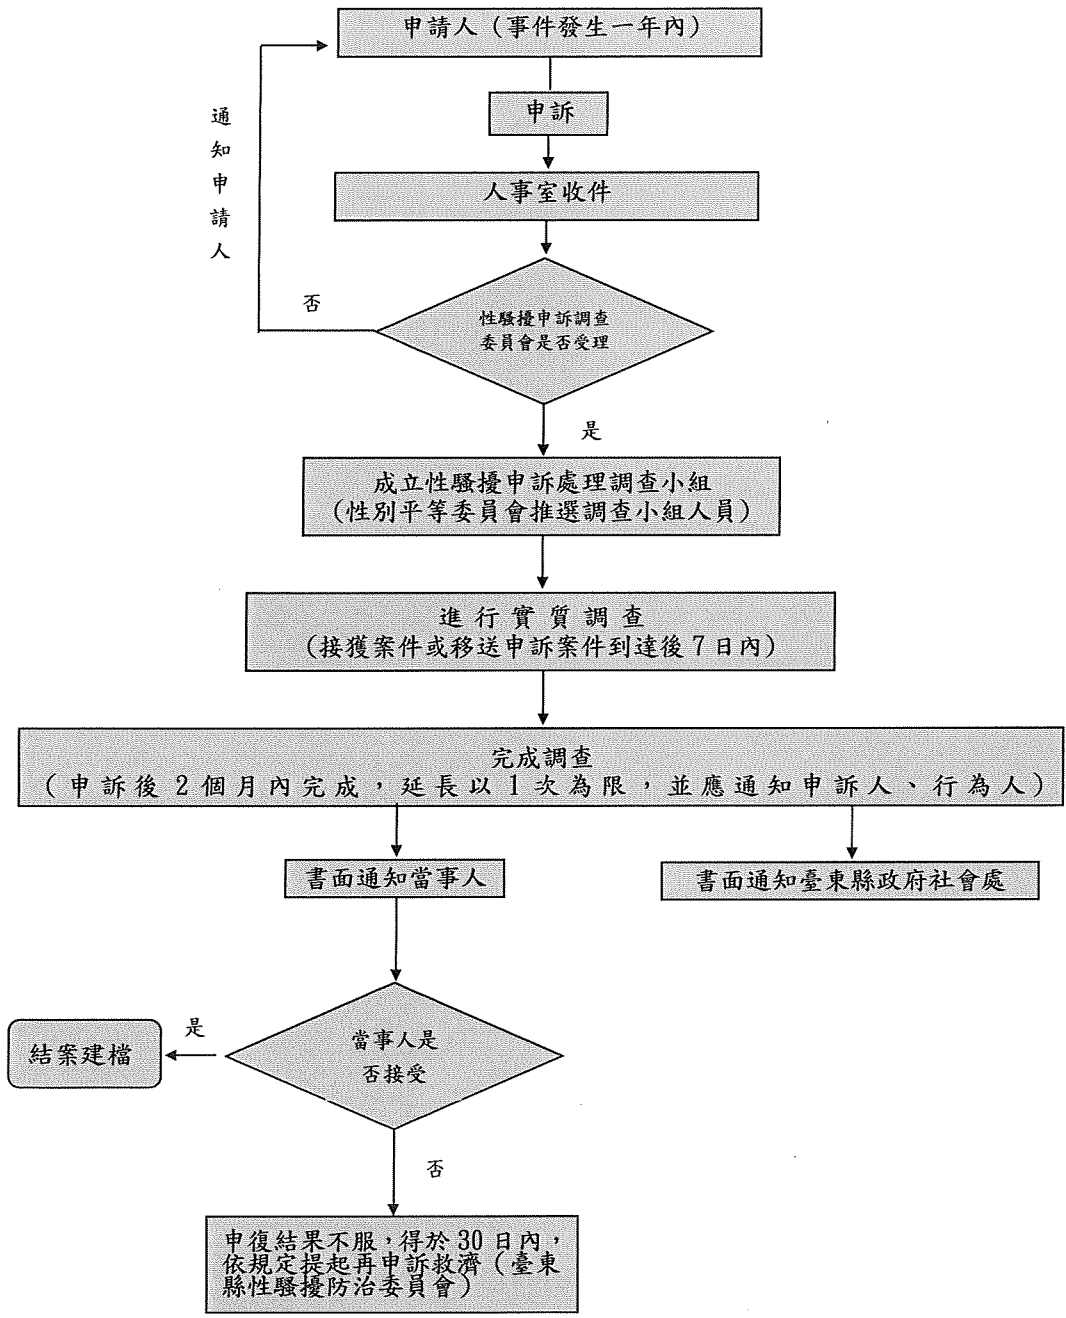 申請人（事件發生一年內）
申訴
人事室收件
通知申請人
否
性騷擾申訴調查
委員會是否受理
是
成立性騷擾申訴處理調查小組
（性別平等委員會推選調查小組人員）
進行實質調查
（接獲案件或移送申訴案件到達後7日內）
完成調查
（申訴後2個月內完成，延長以1次為限，並應通知申訴人、行為人）
書面通知當事人
書面通知臺東縣政府社會處
當事人是
否接受
是
結案建檔
否
申復結果不服，得於30日內，
依規定提起再申訴救濟（臺東
縣性騷擾防治委員會）